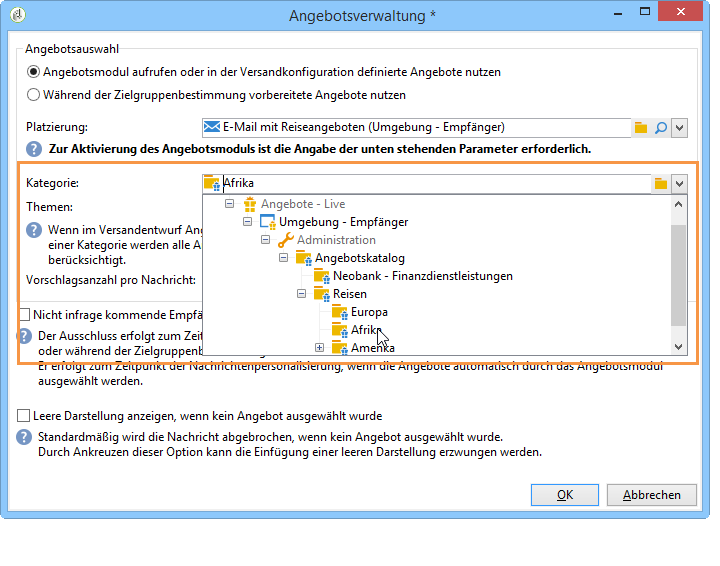 Angebotsverwaltung *
Angebotsauswahl
Angebotsmodul aufrufen oder in der Versandkonfiguration definierte Angebote nutzen
Während der Zielgruppenbestimmung vorbereitete Angebote nutzen
Platzierung:
E-Mail mit Reiseangeboten (Umgebung - Empfänger)
Zur Aktivierung des Angebotsmoduls ist die Angabe der unten stehenden Parameter erforderlich.
Kategorie:
Afrika
Themen:
Angebote - Live
Umgebung - Empfänger
Wenn im Versandentwurf Ang
einer Kategorie werden alle A
berücksichtigt.
Administration
Angebotskatalog
Vorschlagsanzahl pro Nachricht:
Neobank - Finanzdienstleistungen
Reisen
Nicht infrage kommende Empfä
Europa
Der Ausschluss erfolgt zum Zeit
Afrika
oder während der Zielgruppenb
Amerika
Er erfolgt zum Zeitpunkt der Nachrichtenpersonalisierung, wenn die Angebote automatisch durch das Angebotsmodul
ausgewählt werden.
Leere Darstellung anzeigen, wenn kein Angebot ausgewählt wurde
Standardmäßig wird die Nachricht abgebrochen, wenn kein Angebot ausgewählt wurde.
Durch Ankreuzen dieser Option kann die Einfügung einer leeren Darstellung erzwungen werden.
OK
Abbrechen